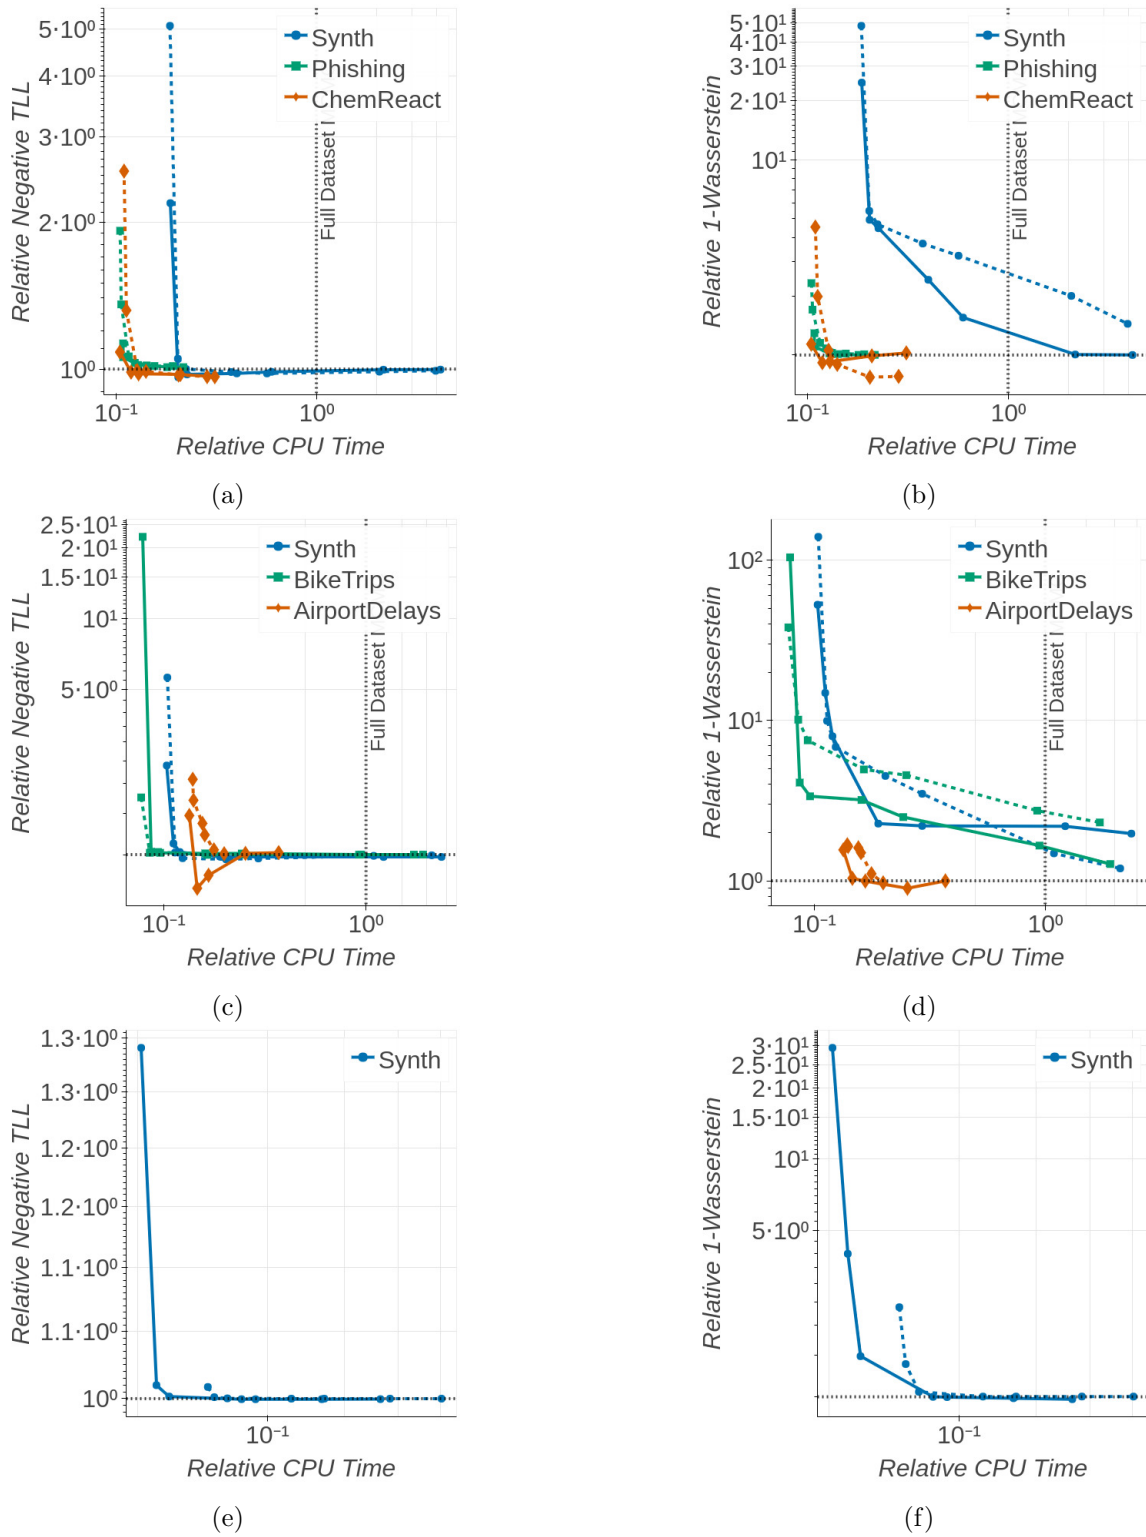 5·10⁰
4·10⁰
3·10⁰
2·10⁰
10⁰
Relative Negative TLL
Synth
Phishing
ChemReact
Full Dataset
10⁻¹
10⁰
Relative CPU Time
(a)
5·10¹
4·10¹
3·10¹
2·10¹
10¹
Relative 1-Wasserstein
Synth
Phishing
ChemReact
Full Dataset
10⁻¹
10⁰
Relative CPU Time
(b)
2.5·10¹
2·10¹
1.5·10¹
10¹
5·10⁰
Relative Negative TLL
Synth
BikeTrips
AirportDelays
Full Dataset
10⁻¹
10⁰
Relative CPU Time
(c)
10²
10¹
10⁰
Relative 1-Wasserstein
Synth
BikeTrips
AirportDelays
Full Dataset
10⁻¹
10⁰
Relative CPU Time
(d)
1.3·10⁰
1.3·10⁰
1.2·10⁰
1.2·10⁰
1.1·10⁰
1.1·10⁰
10⁰
Relative Negative TLL
Synth
10⁻¹
Relative CPU Time
(e)
3·10¹
2.5·10¹
2·10¹
1.5·10¹
10¹
5·10⁰
Relative 1-Wasserstein
Synth
10⁻¹
Relative CPU Time
(f)